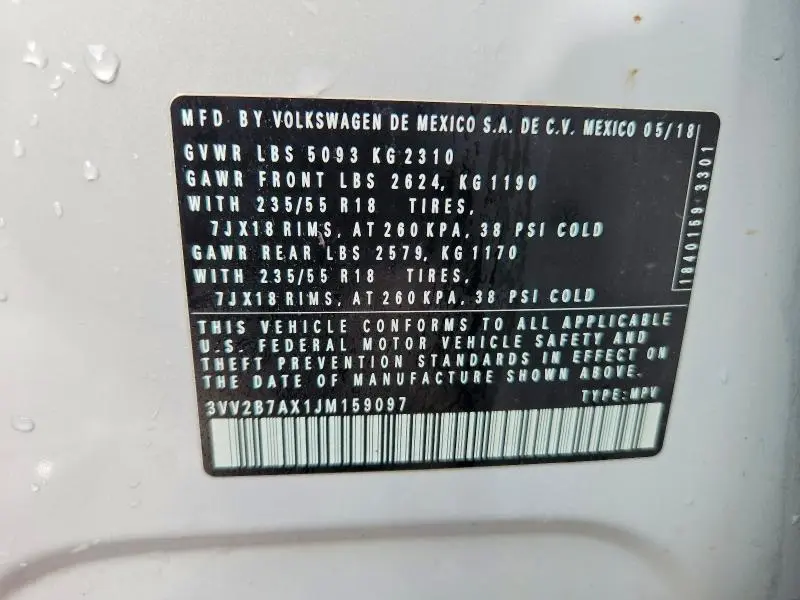 MFD BY VOLKSWAGEN DE MEXICO S.A. DE C.V. MEXICO 05/18
GVWR LBS 5093 KG 2310
GAWR FRONT LBS 2624, KG 1190
WITH 235/55 R18 TIRES,
7JX18 RIMS, AT 260 KPA, 38 PSI COLD
GAWR REAR LBS 2579, KG 1170
WITH 235/55 R18 TIRES,
7JX18 RIMS, AT 260 KPA, 38 PSI COLD
THIS VEHICLE CONFORMS TO ALL APPLICABLE
U.S. FEDERAL MOTOR VEHICLE SAFETY AND
THEFT PREVENTION STANDARDS IN EFFECT ON
THE DATE OF MANUFACTURE SHOWN ABOVE.
3VV2B7AX1JM159097 TYPE: MPV
1840159 3301